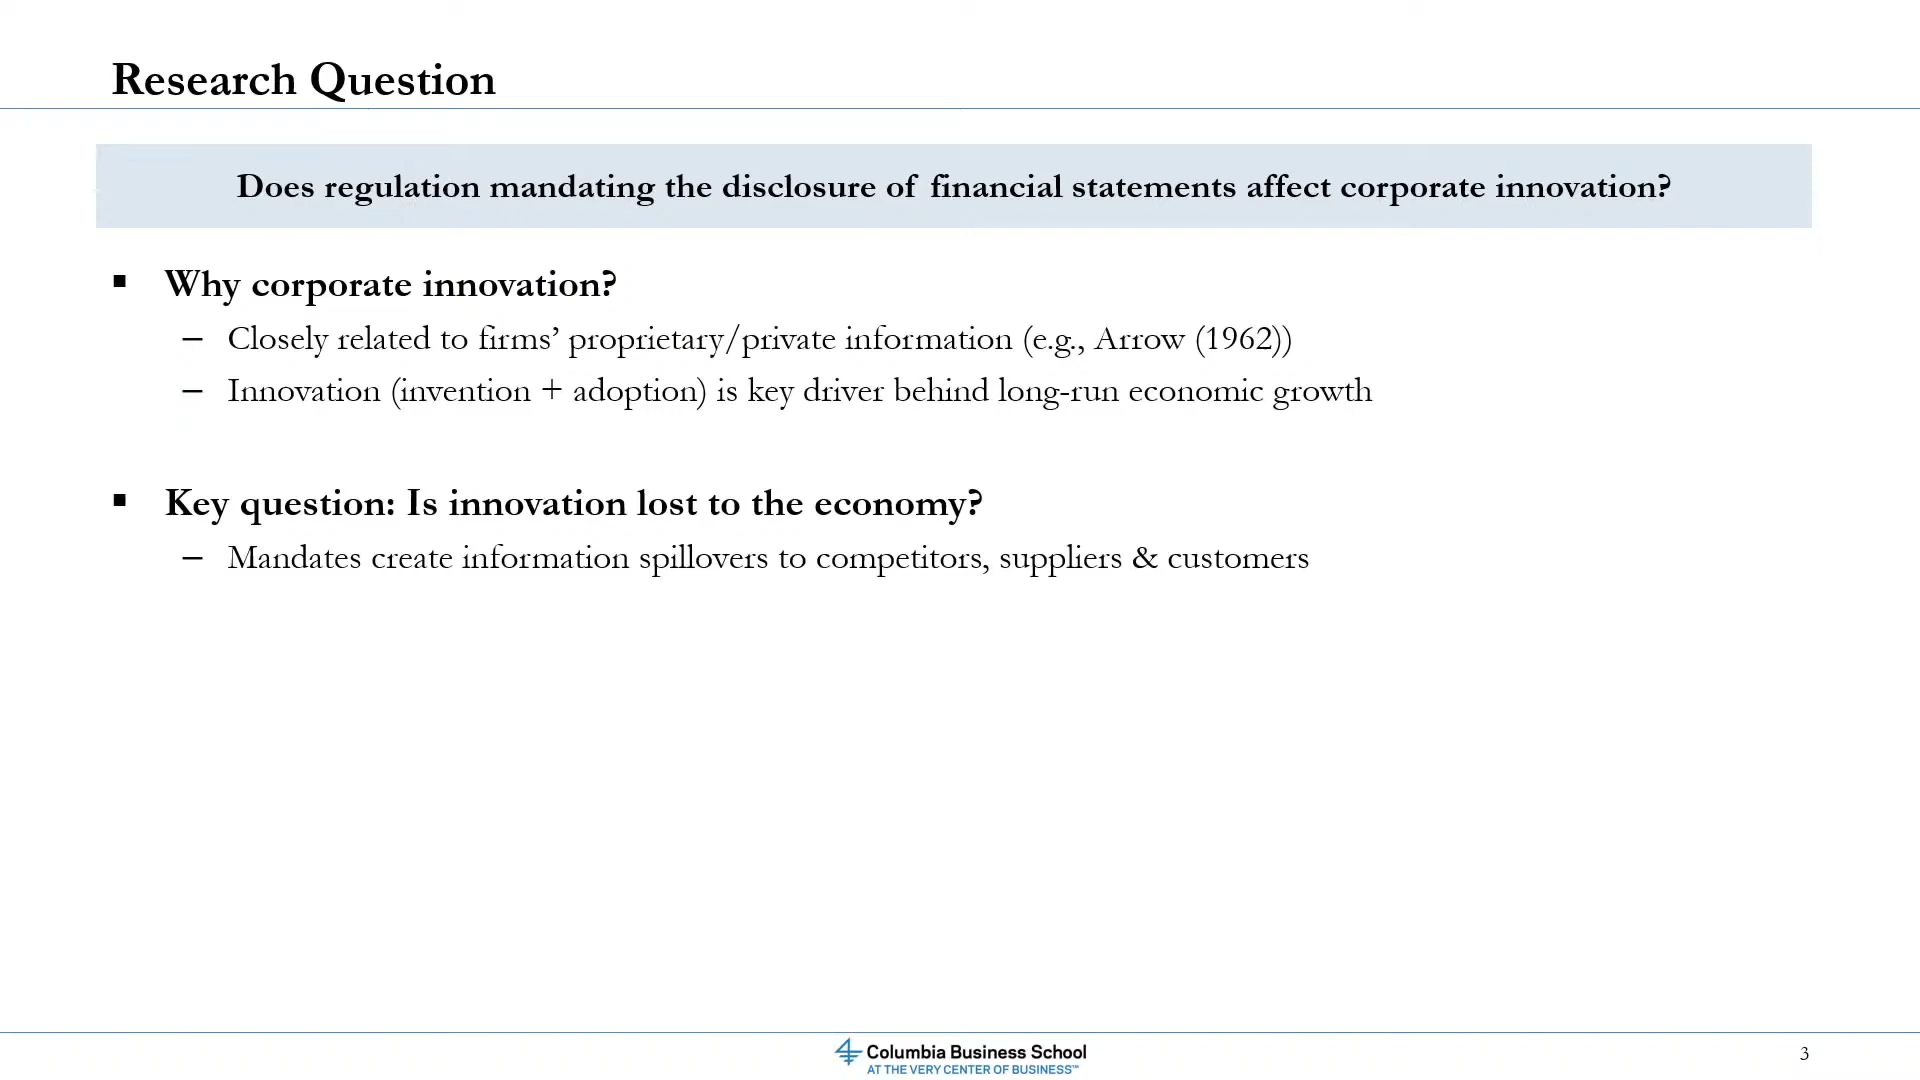 Research Question
Does regulation mandating the disclosure of financial statements affect corporate innovation?
▪ Why corporate innovation?
– Closely related to firms’ proprietary/private information (e.g., Arrow (1962))
– Innovation (invention + adoption) is key driver behind long-run economic growth
▪ Key question: Is innovation lost to the economy?
– Mandates create information spillovers to competitors, suppliers & customers
Columbia Business School
AT THE VERY CENTER OF BUSINESS™
3